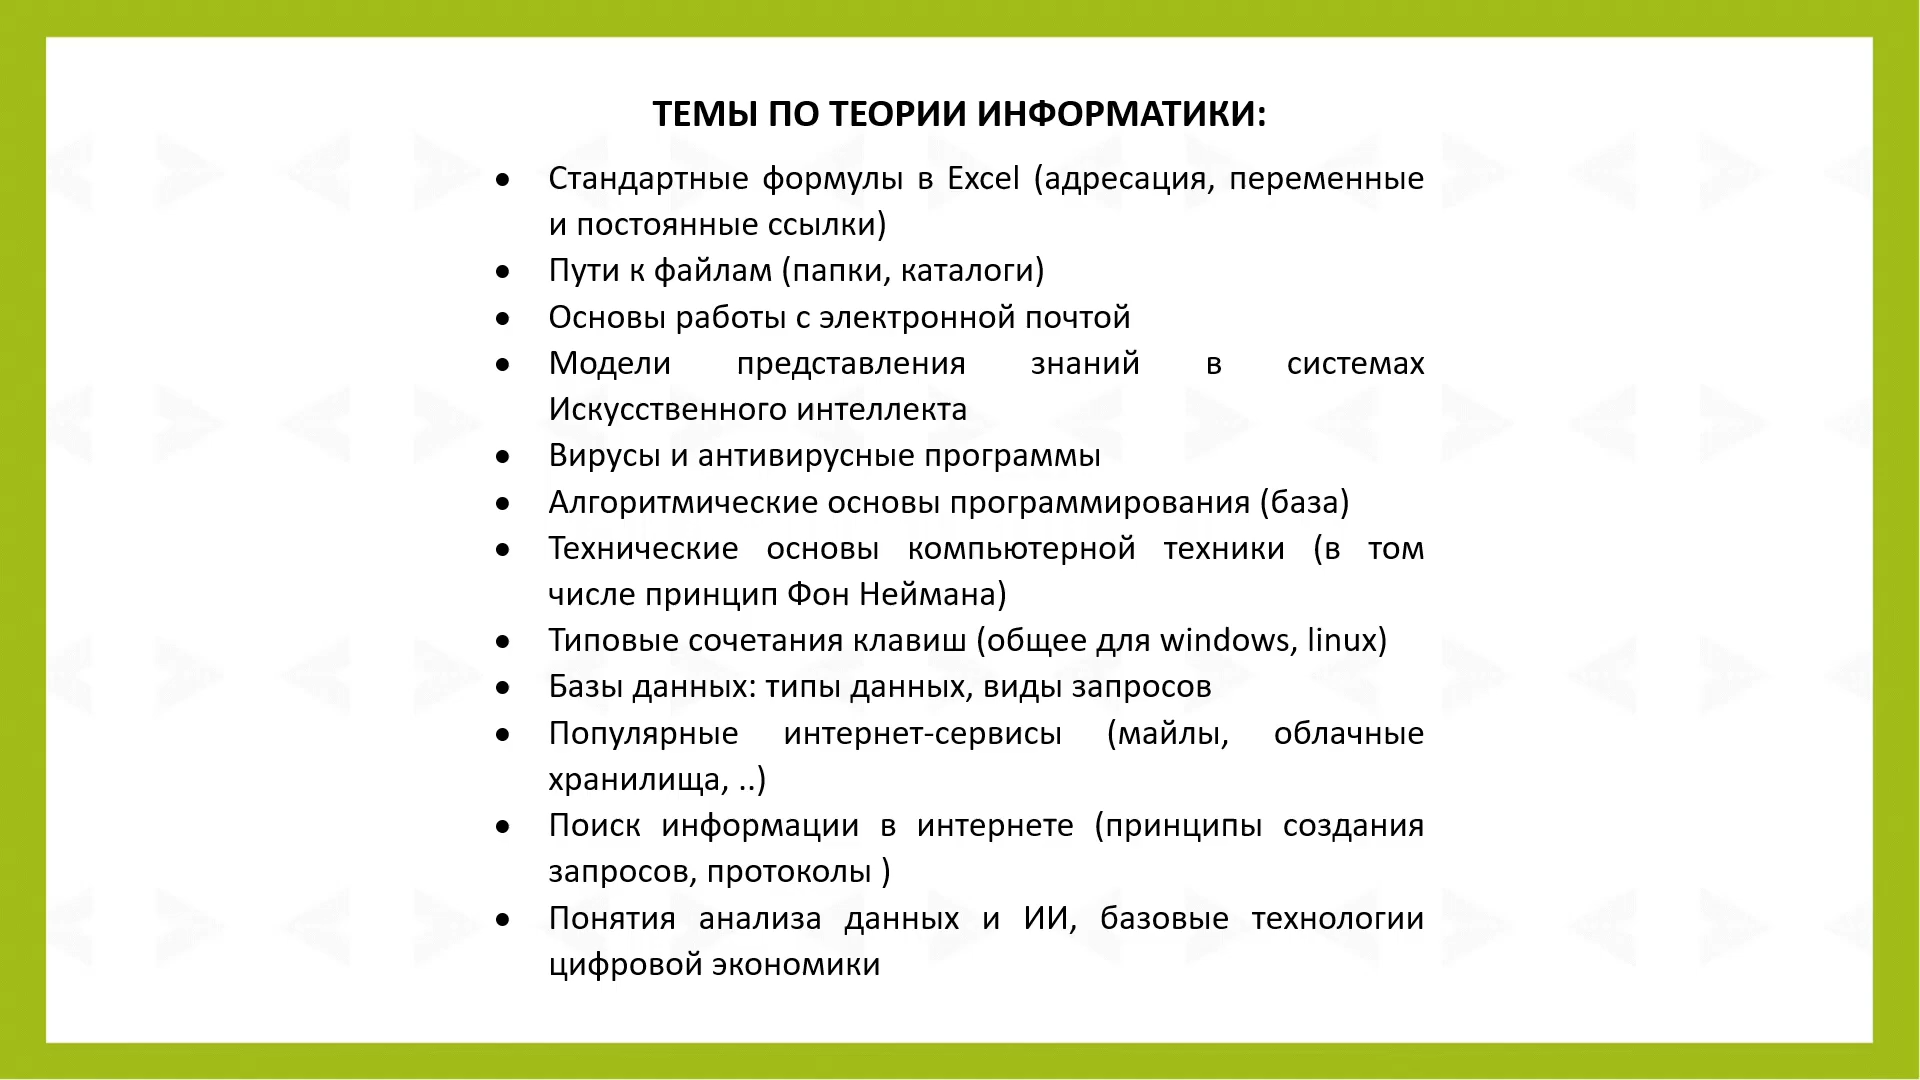 ТЕМЫ ПО ТЕОРИИ ИНФОРМАТИКИ:
● Стандартные формулы в Excel (адресация, переменные
и постоянные ссылки)
● Пути к файлам (папки, каталоги)
● Основы работы с электронной почтой
● Модели представления знаний в системах
Искусственного интеллекта
● Вирусы и антивирусные программы
● Алгоритмические основы программирования (база)
● Технические основы компьютерной техники (в том
числе принцип Фон Неймана)
● Типовые сочетания клавиш (общее для windows, linux)
● Базы данных: типы данных, виды запросов
● Популярные интернет-сервисы (майлы, облачные
хранилища, ..)
● Поиск информации в интернете (принципы создания
запросов, протоколы )
● Понятия анализа данных и ИИ, базовые технологии
цифровой экономики